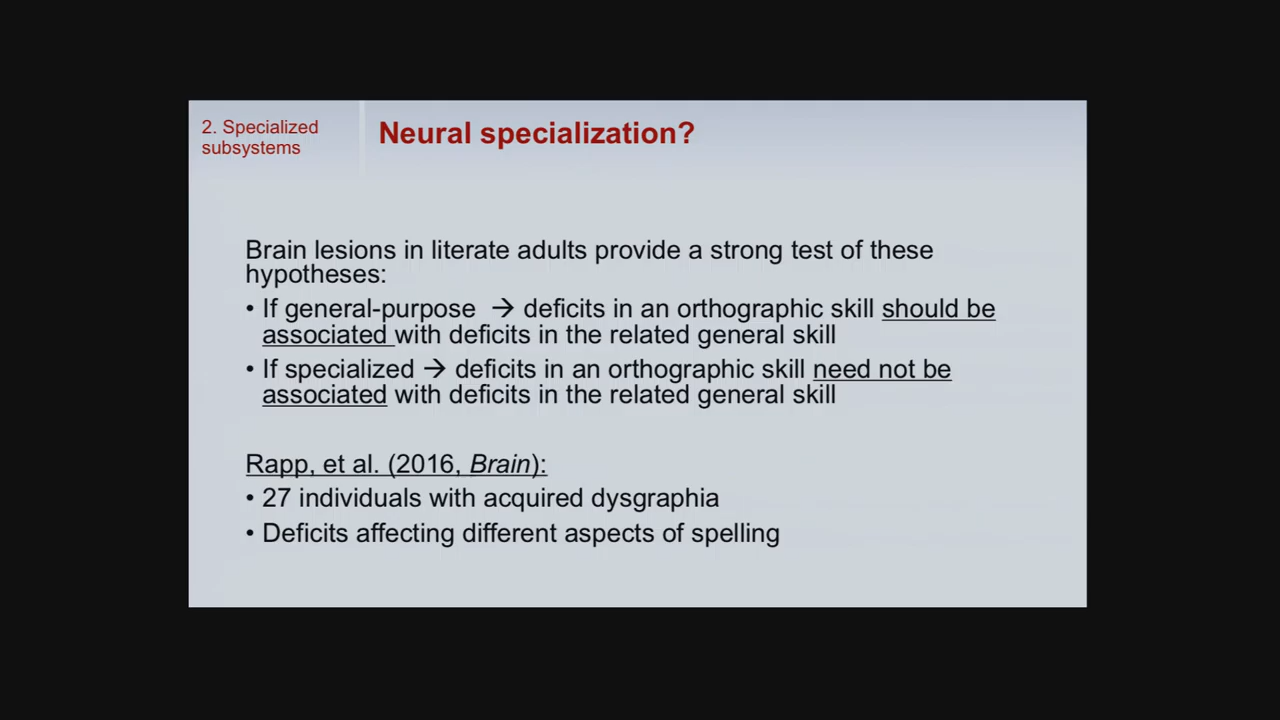 2. Specialized
subsystems
Neural specialization?
Brain lesions in literate adults provide a strong test of these
hypotheses:
• If general-purpose → deficits in an orthographic skill should be
associated with deficits in the related general skill
• If specialized → deficits in an orthographic skill need not be
associated with deficits in the related general skill
Rapp, et al. (2016, Brain):
• 27 individuals with acquired dysgraphia
• Deficits affecting different aspects of spelling